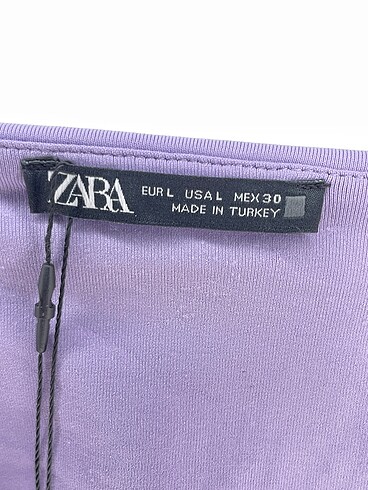 ZARA
EUR L USA L MEX 30
MADE IN TURKEY